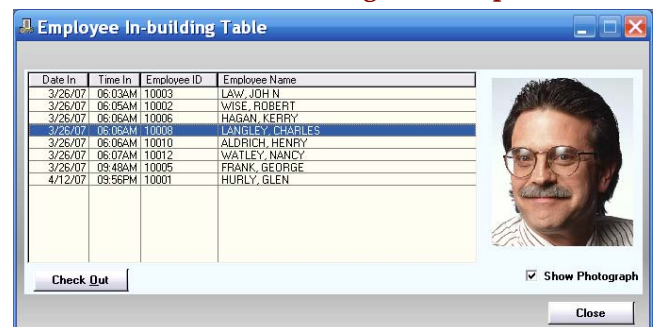 Employee In-building Table
Date In Time In Employee ID Employee Name
3/26/07 06:03AM 10003 LAW, JOH N
3/26/07 06:05AM 10002 WISE, ROBERT
3/26/07 06:06AM 10006 HAGAN, KERRY
3/26/07 06:06AM 10008 LANGLEY, CHARLES
3/26/07 06:06AM 10010 ALDRICH, HENRY
3/26/07 06:07AM 10012 WATLEY, NANCY
3/26/07 09:48AM 10005 FRANK, GEORGE
4/12/07 09:56PM 10001 HURLY, GLEN
Check Out
Show Photograph
Close